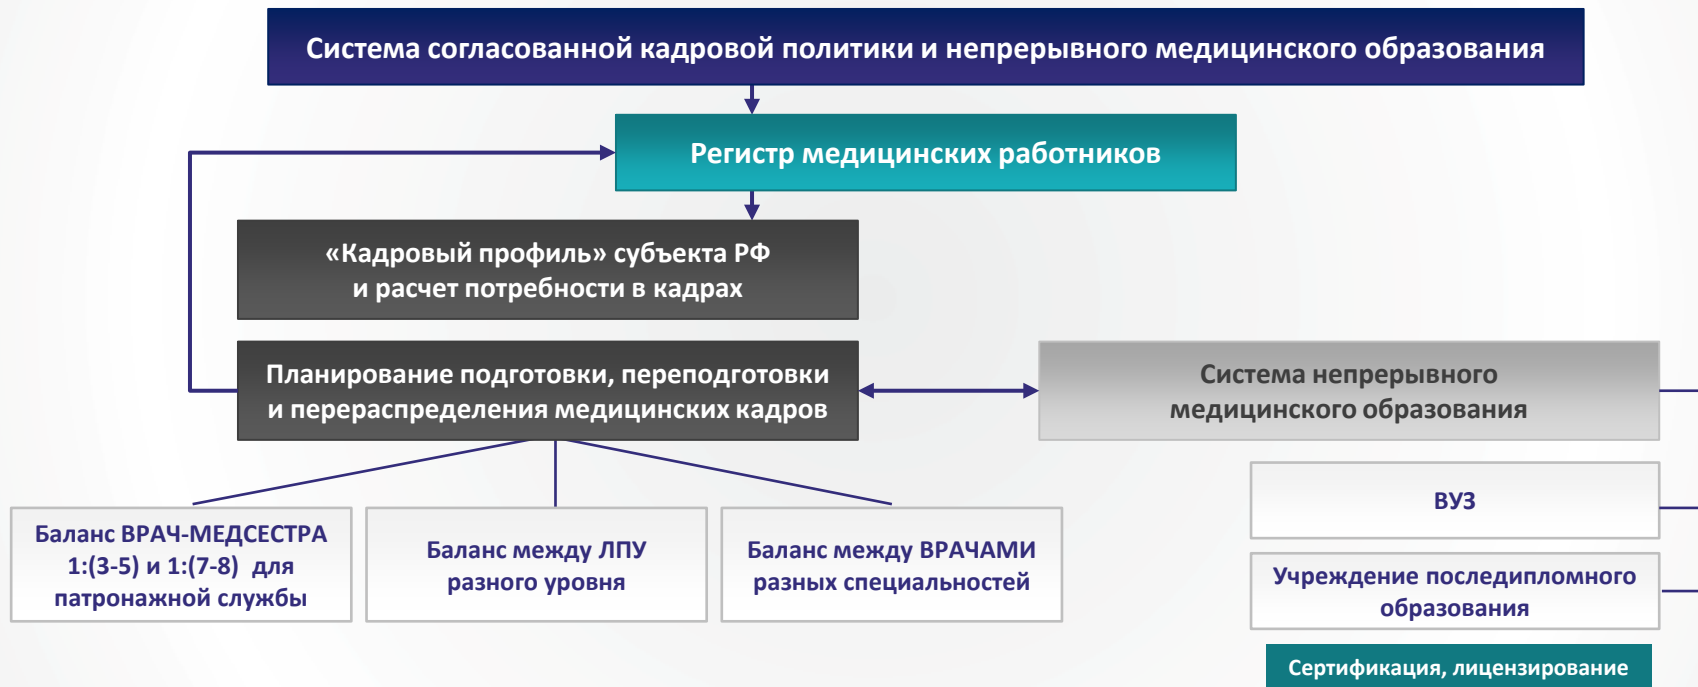 Система согласованной кадровой политики и непрерывного медицинского образования
Регистр медицинских работников
«Кадровый профиль» субъекта РФ
и расчет потребности в кадрах
Планирование подготовки, переподготовки
и перераспределения медицинских кадров
Система непрерывного
медицинского образования
Баланс ВРАЧ-МЕДСЕСТРА
1:(3-5) и 1:(7-8) для
патронажной службы
Баланс между ЛПУ
разного уровня
Баланс между ВРАЧАМИ
разных специальностей
ВУЗ
Учреждение последипломного
образования
Сертификация, лицензирование